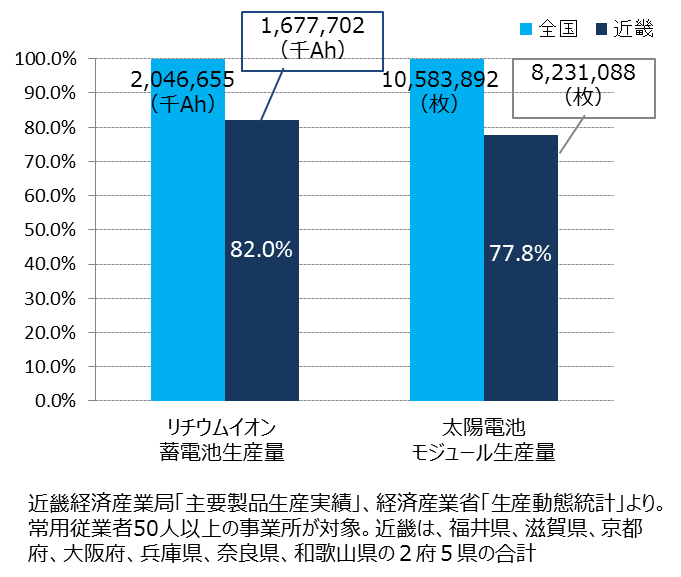 1,677,702
（千Ah）
全国 近畿
2,046,655
（千Ah）
10,583,892
（枚）
8,231,088
（枚）
100.0%
90.0%
80.0%
70.0%
60.0%
50.0%
40.0%
30.0%
20.0%
10.0%
0.0%
82.0%
77.8%
リチウムイオン
蓄電池生産量
太陽電池
モジュール生産量
近畿経済産業局「主要製品生産実績」、経済産業省「生産動態統計」より。
常用従業者50人以上の事業所が対象。近畿は、福井県、滋賀県、京都
府、大阪府、兵庫県、奈良県、和歌山県の２府５県の合計